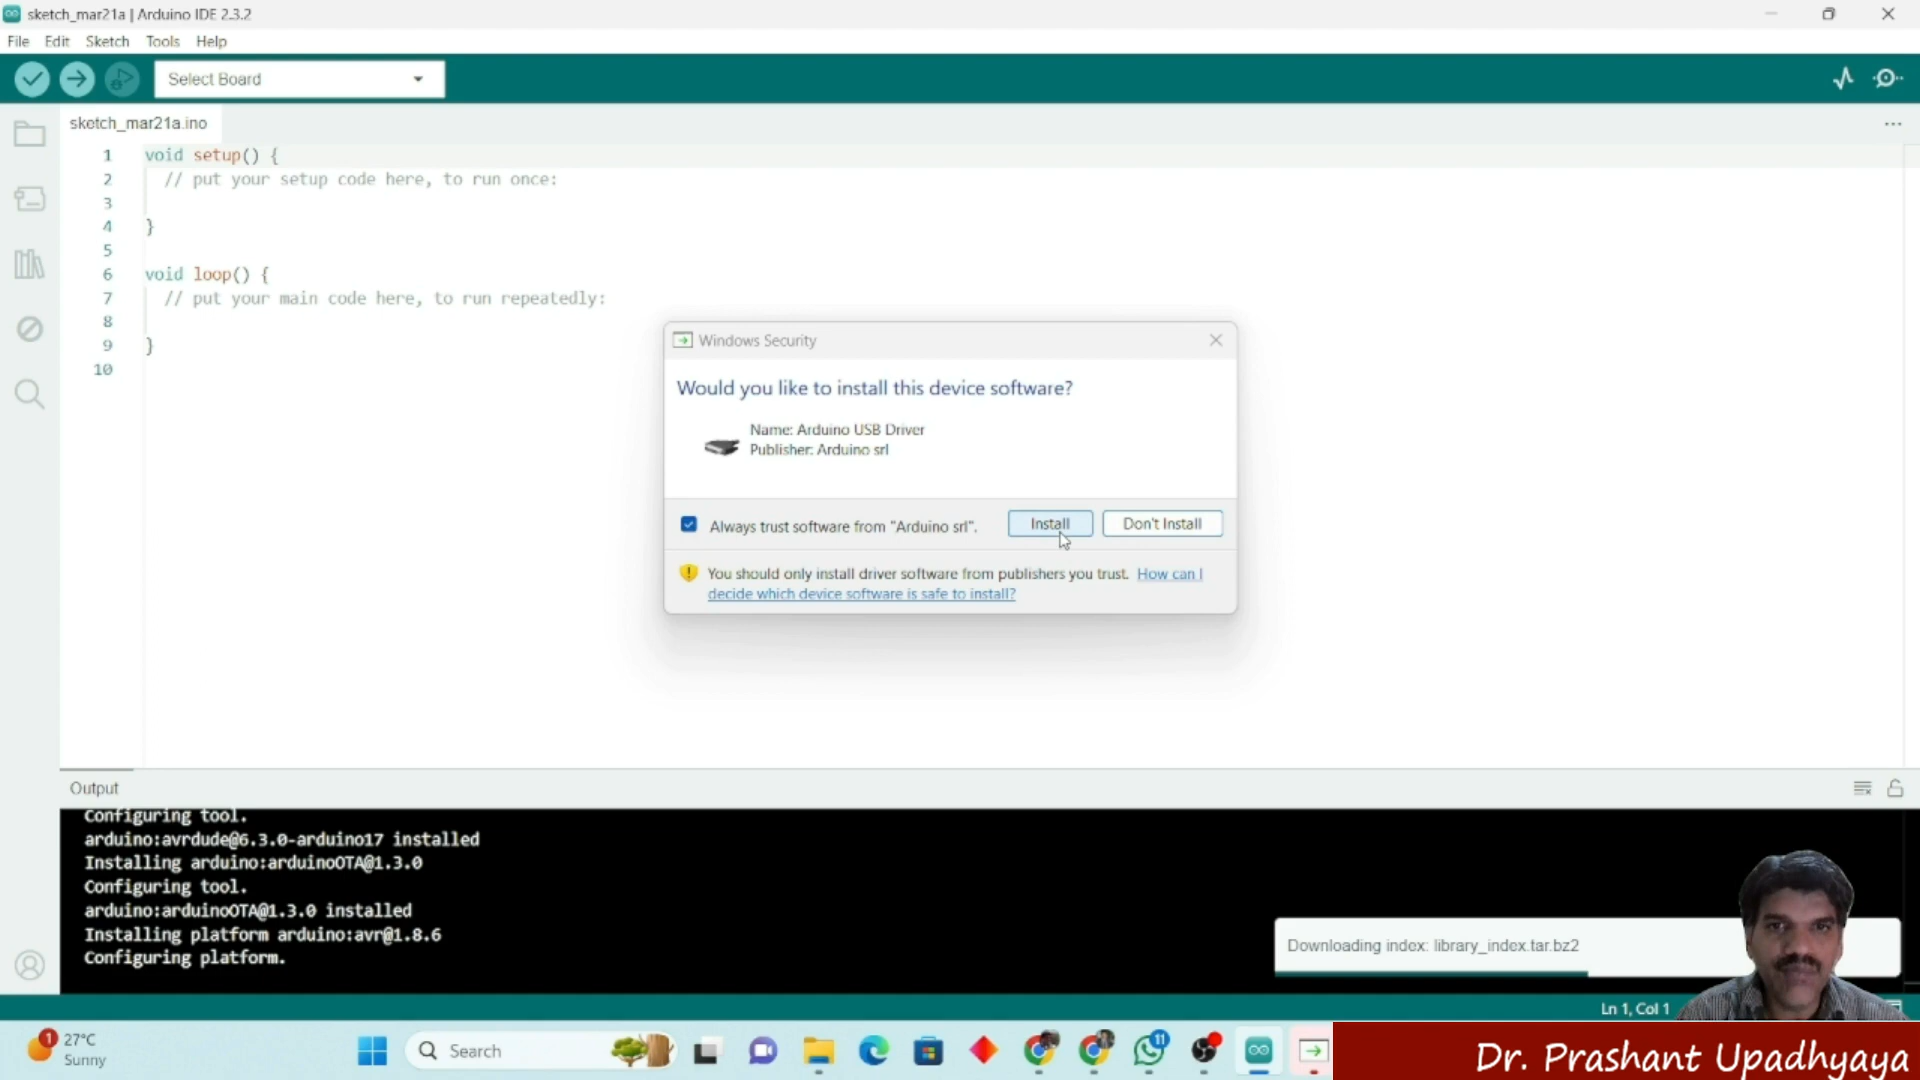 sketch_mar21a | Arduino IDE 2.3.2
File Edit Sketch Tools Help
Select Board
sketch_mar21a.ino
1 void setup() {
2 // put your setup code here, to run once:
3
4 }
5
6 void loop() {
7 // put your main code here, to run repeatedly:
8
9 }
10
Windows Security
Would you like to install this device software?
Name: Arduino USB Driver
Publisher: Arduino srl
Always trust software from "Arduino srl". Install Don't Install
You should only install driver software from publishers you trust. How can I
decide which device software is safe to install?
Output
Configuring tool.
arduino:avrdude@6.3.0-arduino17 installed
Installing arduino:arduinoOTA@1.3.0
Configuring tool.
arduino:arduinoOTA@1.3.0 installed
Installing platform arduino:avr@1.8.6
Configuring platform.
Downloading index: library_index.tar.bz2
Ln 1, Col 1
1 27°C
Sunny
Search
11
Dr. Prashant Upadhyaya